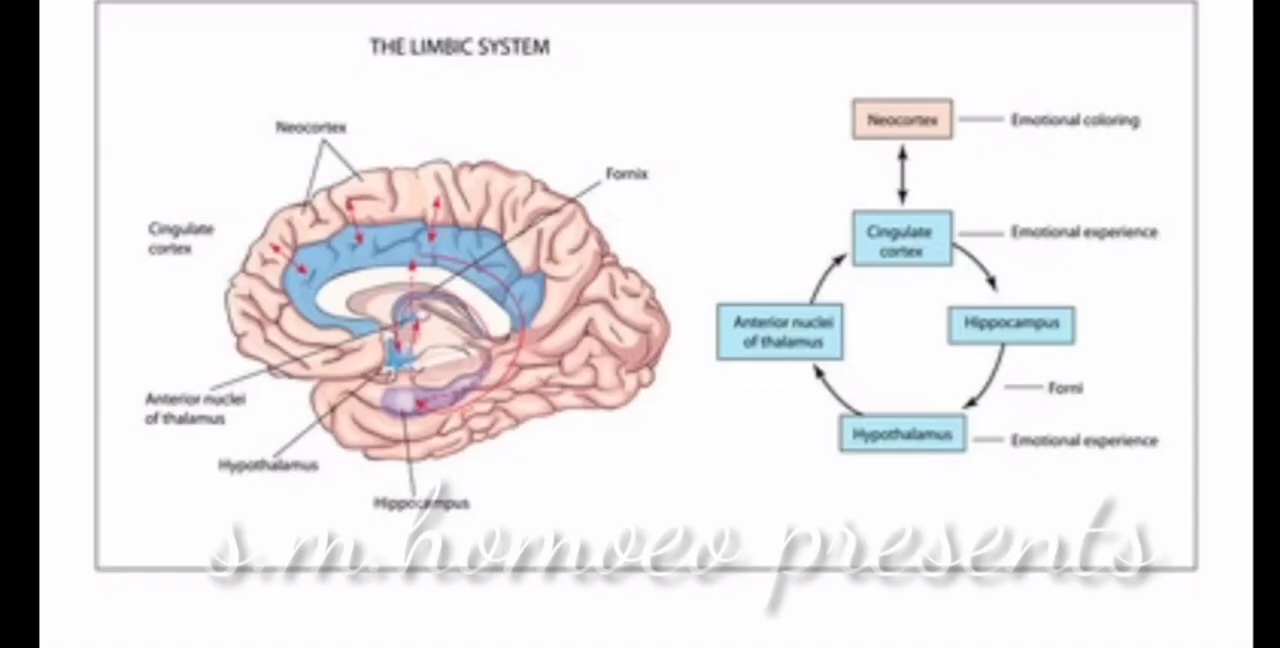 THE LIMBIC SYSTEM
Neocortex
Fornix
Cingulate
cortex
Anterior nuclei
of thalamus
Hypothalamus
Hippocampus
Neocortex
Emotional coloring
Cingulate
cortex
Emotional experience
Anterior nuclei
of thalamus
Hippocampus
Forni
Hypothalamus
Emotional experience
s.m.homoeo presents